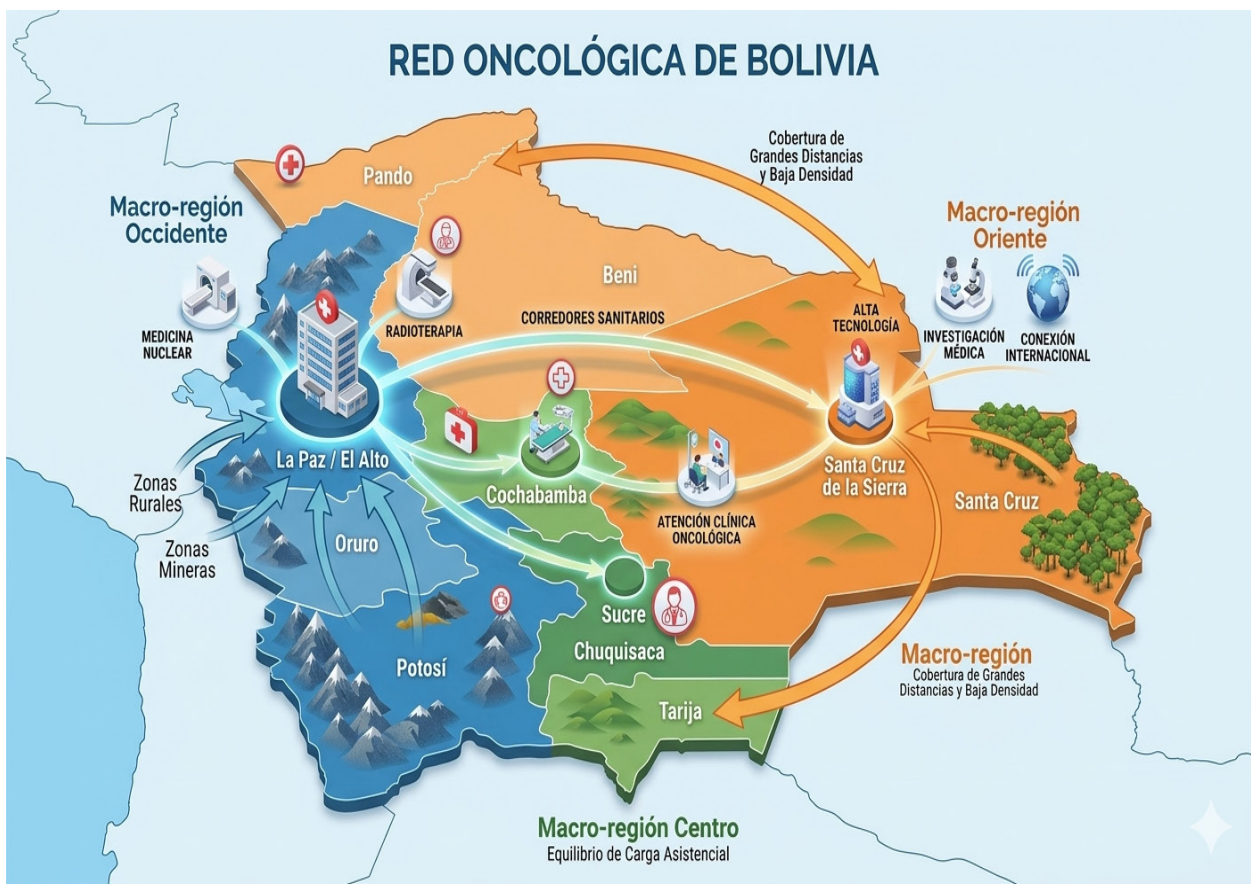 RED ONCOLÓGICA DE BOLIVIA
Cobertura de
Grandes Distancias
y Baja Densidad
Pando
Macro-región
Occidente
Macro-región
Oriente
Beni
MEDICINA
NUCLEAR
RADIOTERAPIA
CORREDORES SANITARIOS
ALTA
TECNOLOGÍA
INVESTIGACIÓN
MÉDICA
CONEXIÓN
INTERNACIONAL
La Paz / El Alto
Cochabamba
Santa Cruz
de la Sierra
Santa Cruz
Zonas
Rurales
ATENCIÓN CLÍNICA
ONCOLÓGICA
Zonas
Mineras
Oruro
Sucre
Chuquisaca
Potosí
Tarija
Macro-región
Cobertura de Grandes
Distancias y Baja Densidad
Macro-región Centro
Equilibrio de Carga Asistencial